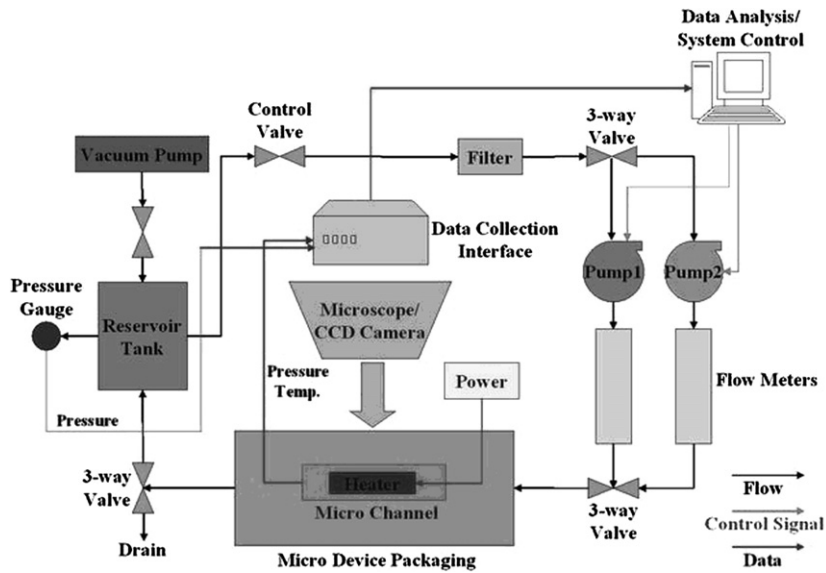 Data Analysis/
System Control
Control
Valve
3-way
Valve
Vacuum Pump
Filter
Data Collection
Interface
Pump1
Pump2
Pressure
Gauge
Reservoir
Tank
Microscope/
CCD Camera
Pressure
Temp.
Power
Flow Meters
Pressure
3-way
Valve
Heater
Micro Channel
3-way
Valve
Flow
Control Signal
Data
Drain
Micro Device Packaging